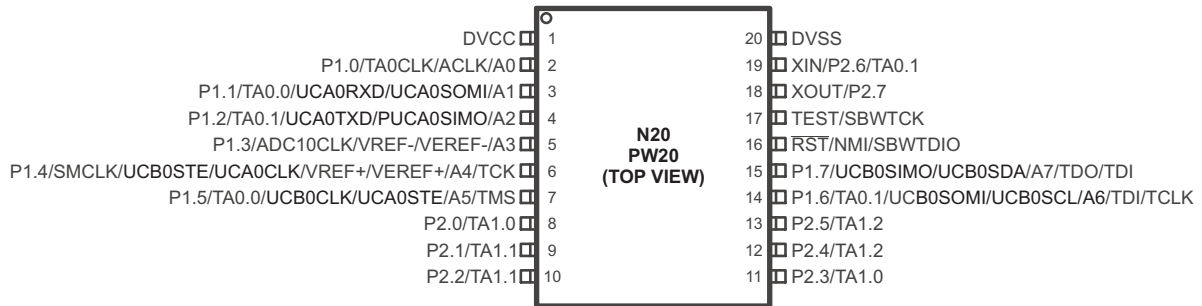 DVCC 1 20 DVSS
P1.0/TA0CLK/ACLK/A0 2 19 XIN/P2.6/TA0.1
P1.1/TA0.0/UCA0RXD/UCA0SOMI/A1 3 18 XOUT/P2.7
P1.2/TA0.1/UCA0TXD/PUCA0SIMO/A2 4 17 TEST/SBWTCK
P1.3/ADC10CLK/VREF-/VEREF-/A3 5 N20 16 RST/NMI/SBWTDIO
PW20
P1.4/SMCLK/UCB0STE/UCA0CLK/VREF+/VEREF+/A4/TCK 6 (TOP VIEW) 15 P1.7/UCB0SIMO/UCB0SDA/A7/TDO/TDI
P1.5/TA0.0/UCB0CLK/UCA0STE/A5/TMS 7 14 P1.6/TA0.1/UCB0SOMI/UCB0SCL/A6/TDI/TCLK
P2.0/TA1.0 8 13 P2.5/TA1.2
P2.1/TA1.1 9 12 P2.4/TA1.2
P2.2/TA1.1 10 11 P2.3/TA1.0